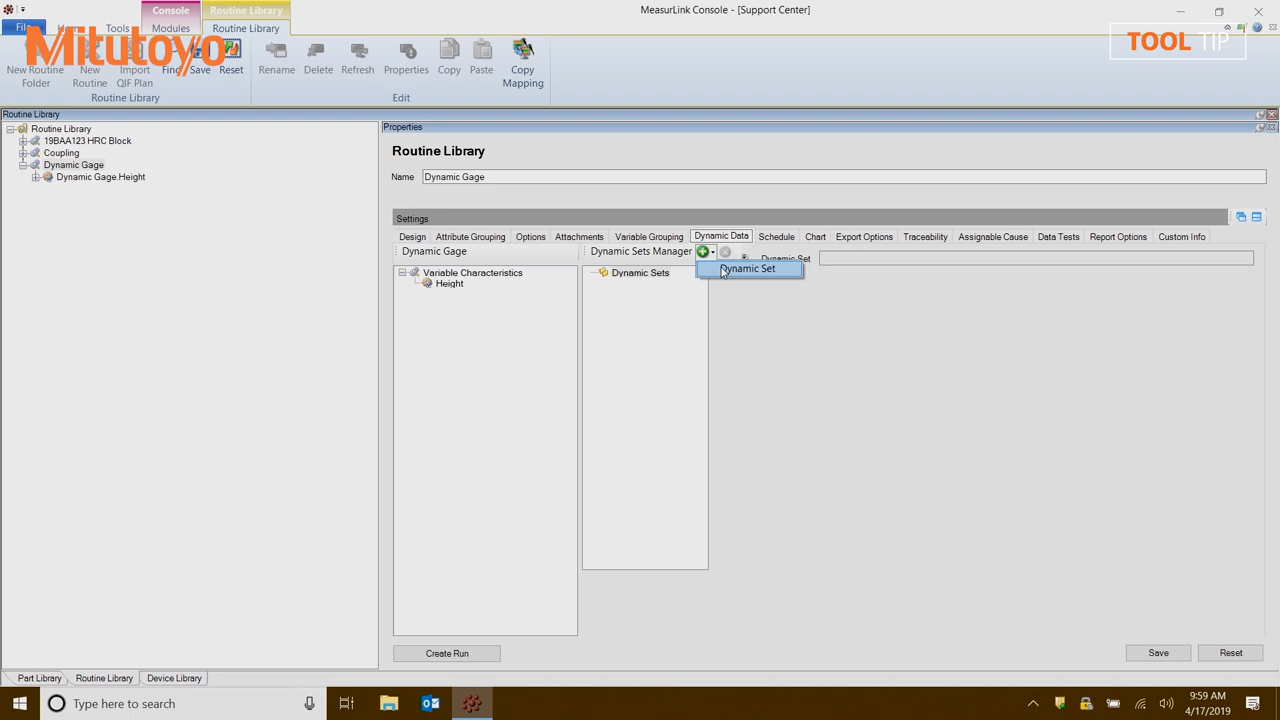 MeasurLink Console - [Support Center]
Console
Routine Library
File
Tools
Modules
Routine Library
Mitutoyo
TOOL TIP
New Routine Folder
New Routine
Import QIF Plan
Find
Save
Reset
Rename
Delete
Refresh
Properties
Copy
Paste
Copy Mapping
Routine Library
Edit
Routine Library
Routine Library
19BAA123 HRC Block
Coupling
Dynamic Gage
Dynamic Gage.Height
Properties
Routine Library
Name
Dynamic Gage
Settings
Design
Attribute Grouping
Options
Attachments
Variable Grouping
Dynamic Data
Schedule
Chart
Export Options
Traceability
Assignable Cause
Data Tests
Report Options
Custom Info
Dynamic Gage
Dynamic Sets Manager
Dynamic Set
Dynamic Set
Variable Characteristics
Height
Dynamic Sets
Create Run
Save
Reset
Part Library
Routine Library
Device Library
Type here to search
9:59 AM
4/17/2019